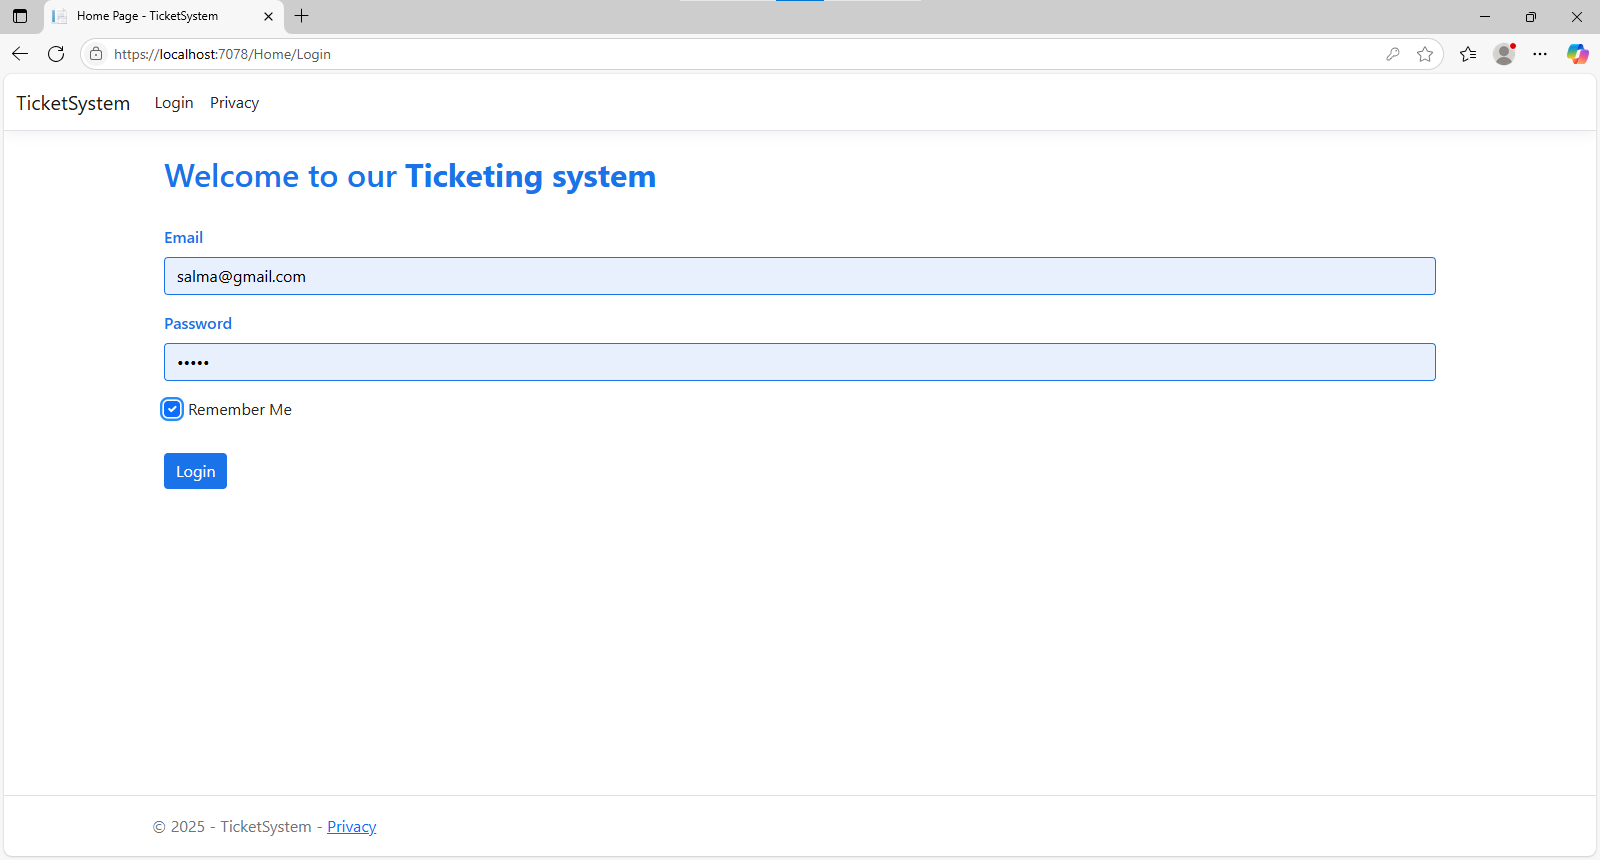 Home Page - TicketSystem
https://localhost:7078/Home/Login
TicketSystem Login Privacy
Welcome to our Ticketing system
Email
salma@gmail.com
Password
•••••
Remember Me
Login
© 2025 - TicketSystem - Privacy